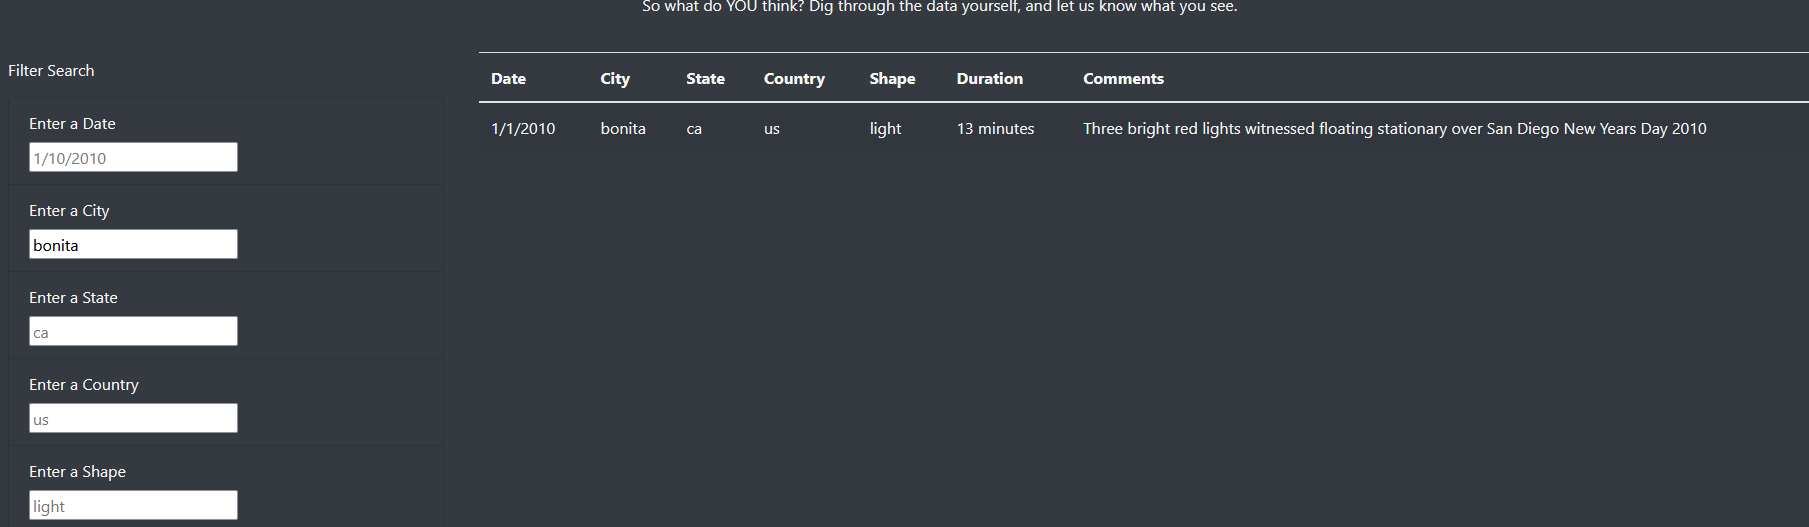 So what do YOU think? Dig through the data yourself, and let us know what you see.
Filter Search
Enter a Date
1/10/2010
Enter a City
bonita
Enter a State
ca
Enter a Country
us
Enter a Shape
light
Date City State Country Shape Duration Comments
1/1/2010 bonita ca us light 13 minutes Three bright red lights witnessed floating stationary over San Diego New Years Day 2010